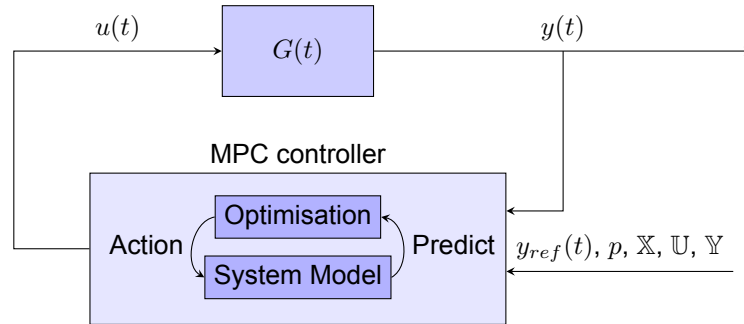 u(t)
G(t)
y(t)
MPC controller
Optimisation
Action
Predict
System Model
y_{ref}(t), p, 𝕏, 𝕌, 𝕐